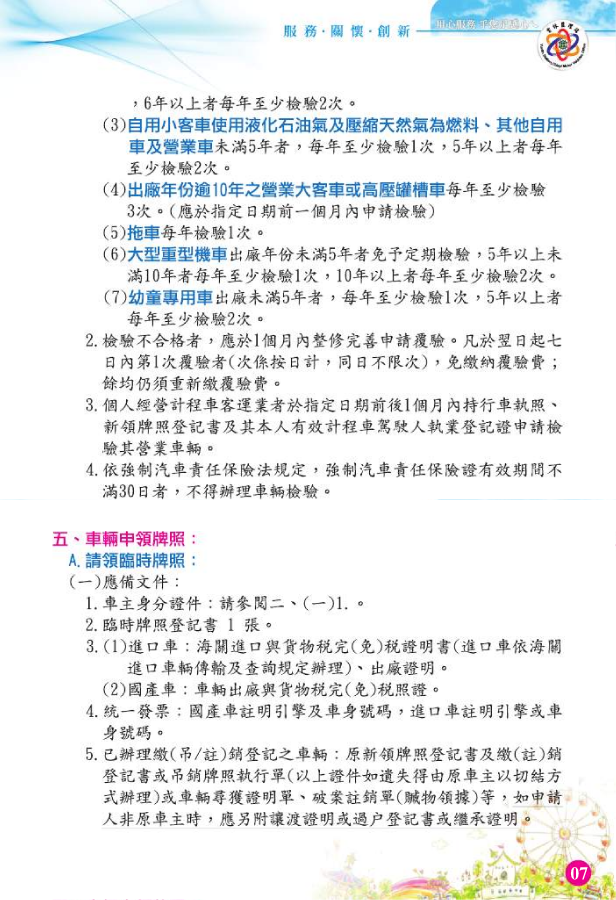 服務·關懷·創新
，6年以上者每年至少檢驗2次。
(3)自用小客車使用液化石油氣及壓縮天然氣為燃料、其他自用
車及營業車未滿5年者，每年至少檢驗1次，5年以上者每年
至少檢驗2次。
(4)出廠年份逾10年之營業大客車或高壓罐槽車每年至少檢驗
3次。(應於指定日期前一個月內申請檢驗)
(5)拖車每年檢驗1次。
(6)大型重型機車出廠年份未滿5年者免予定期檢驗，5年以上未
滿10年者每年至少檢驗1次，10年以上者每年至少檢驗2次。
(7)幼童專用車出廠未滿5年者，每年至少檢驗1次，5年以上者
每年至少檢驗2次。
2.檢驗不合格者，應於1個月內整修完善申請覆驗。凡於翌日起七
日內第1次覆驗者(次係按日計，同日不限次)，免繳納覆驗費；
餘均仍須重新繳覆驗費。
3.個人經營計程車客運業者於指定日期前後1個月內持行車執照、
新領牌照登記書及其本人有效計程車駕駛人執業登記證申請檢
驗其營業車輛。
4.依強制汽車責任保險法規定，強制汽車責任保險證有效期間不
滿30日者，不得辦理車輛檢驗。
五、車輛申領牌照：
A.請領臨時牌照：
(一)應備文件：
1.車主身分證件：請參閱二、(一)1.。
2.臨時牌照登記書 1 張。
3.(1)進口車：海關進口與貨物稅完(免)稅證明書(進口車依海關
進口車輛傳輸及查詢規定辦理)、出廠證明。
(2)國產車：車輛出廠與貨物稅完(免)稅照證。
4.統一發票：國產車註明引擎及車身號碼，進口車註明引擎或車
身號碼。
5.已辦理繳(吊/註)銷登記之車輛：原新領牌照登記書及繳(註)銷
登記書或吊銷牌照執行單(以上證件如遺失得由原車主以切結方
式辦理)或車輛尋獲證明單、破案註銷單(贓物領據)等，如申請
人非原車主時，應另附讓渡證明或過户登記書或繼承證明。
07